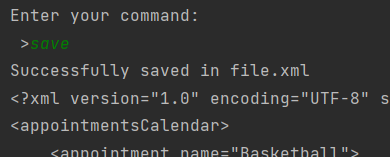 Enter your command:
>save
Successfully saved in file.xml
<?xml version="1.0" encoding="UTF-8" s
<appointmentsCalendar>
<appointment name="Basketball">